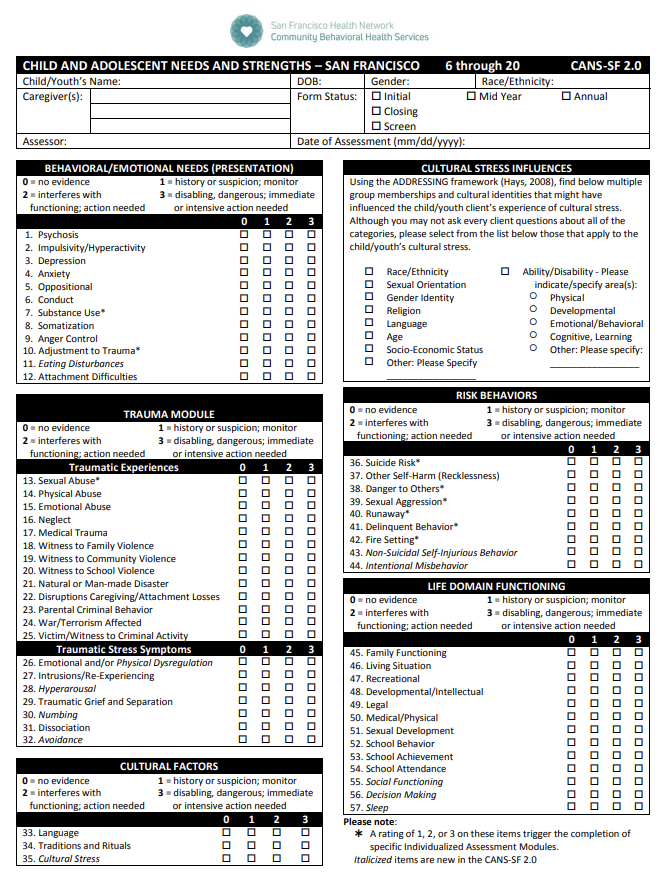 San Francisco Health Network
Community Behavioral Health Services
CHILD AND ADOLESCENT NEEDS AND STRENGTHS – SAN FRANCISCO 6 through 20 CANS-SF 2.0
Child/Youth's Name: DOB: Gender: Race/Ethnicity:
Caregiver(s): Form Status: ☐ Initial ☐ Mid Year ☐ Annual
☐ Closing
☐ Screen
Assessor: Date of Assessment (mm/dd/yyyy):
BEHAVIORAL/EMOTIONAL NEEDS (PRESENTATION)
0 = no evidence 1 = history or suspicion; monitor
2 = interferes with 3 = disabling, dangerous; immediate
functioning; action needed or intensive action needed
0 1 2 3
1. Psychosis ☐ ☐ ☐ ☐
2. Impulsivity/Hyperactivity ☐ ☐ ☐ ☐
3. Depression ☐ ☐ ☐ ☐
4. Anxiety ☐ ☐ ☐ ☐
5. Oppositional ☐ ☐ ☐ ☐
6. Conduct ☐ ☐ ☐ ☐
7. Substance Use* ☐ ☐ ☐ ☐
8. Somatization ☐ ☐ ☐ ☐
9. Anger Control ☐ ☐ ☐ ☐
10. Adjustment to Trauma* ☐ ☐ ☐ ☐
11. Eating Disturbances ☐ ☐ ☐ ☐
12. Attachment Difficulties ☐ ☐ ☐ ☐
TRAUMA MODULE
0 = no evidence 1 = history or suspicion; monitor
2 = interferes with 3 = disabling, dangerous; immediate
functioning; action needed or intensive action needed
Traumatic Experiences 0 1 2 3
13. Sexual Abuse* ☐ ☐ ☐ ☐
14. Physical Abuse ☐ ☐ ☐ ☐
15. Emotional Abuse ☐ ☐ ☐ ☐
16. Neglect ☐ ☐ ☐ ☐
17. Medical Trauma ☐ ☐ ☐ ☐
18. Witness to Family Violence ☐ ☐ ☐ ☐
19. Witness to Community Violence ☐ ☐ ☐ ☐
20. Witness to School Violence ☐ ☐ ☐ ☐
21. Natural or Man-made Disaster ☐ ☐ ☐ ☐
22. Disruptions Caregiving/Attachment Losses ☐ ☐ ☐ ☐
23. Parental Criminal Behavior ☐ ☐ ☐ ☐
24. War/Terrorism Affected ☐ ☐ ☐ ☐
25. Victim/Witness to Criminal Activity ☐ ☐ ☐ ☐
Traumatic Stress Symptoms 0 1 2 3
26. Emotional and/or Physical Dysregulation ☐ ☐ ☐ ☐
27. Intrusions/Re-Experiencing ☐ ☐ ☐ ☐
28. Hyperarousal ☐ ☐ ☐ ☐
29. Traumatic Grief and Separation ☐ ☐ ☐ ☐
30. Numbing ☐ ☐ ☐ ☐
31. Dissociation ☐ ☐ ☐ ☐
32. Avoidance ☐ ☐ ☐ ☐
CULTURAL FACTORS
0 = no evidence 1 = history or suspicion; monitor
2 = interferes with 3 = disabling, dangerous; immediate
functioning; action needed or intensive action needed
0 1 2 3
33. Language ☐ ☐ ☐ ☐
34. Traditions and Rituals ☐ ☐ ☐ ☐
35. Cultural Stress ☐ ☐ ☐ ☐
CULTURAL STRESS INFLUENCES
Using the ADDRESSING framework (Hays, 2008), find below multiple
group memberships and cultural identities that might have
influenced the child/youth client's experience of cultural stress.
Although you may not ask every client questions about all of the
categories, please select from the list below those that apply to the
child/youth's cultural stress.
☐ Race/Ethnicity ☐ Ability/Disability - Please
☐ Sexual Orientation indicate/specify area(s):
☐ Gender Identity ○ Physical
☐ Religion ○ Developmental
☐ Language ○ Emotional/Behavioral
☐ Age ○ Cognitive, Learning
☐ Socio-Economic Status ○ Other: Please specify:
☐ Other: Please Specify
RISK BEHAVIORS
0 = no evidence 1 = history or suspicion; monitor
2 = interferes with 3 = disabling, dangerous; immediate
functioning; action needed or intensive action needed
0 1 2 3
36. Suicide Risk* ☐ ☐ ☐ ☐
37. Other Self-Harm (Recklessness) ☐ ☐ ☐ ☐
38. Danger to Others* ☐ ☐ ☐ ☐
39. Sexual Aggression* ☐ ☐ ☐ ☐
40. Runaway* ☐ ☐ ☐ ☐
41. Delinquent Behavior* ☐ ☐ ☐ ☐
42. Fire Setting* ☐ ☐ ☐ ☐
43. Non-Suicidal Self-Injurious Behavior ☐ ☐ ☐ ☐
44. Intentional Misbehavior ☐ ☐ ☐ ☐
LIFE DOMAIN FUNCTIONING
0 = no evidence 1 = history or suspicion; monitor
2 = interferes with 3 = disabling, dangerous; immediate
functioning; action needed or intensive action needed
0 1 2 3
45. Family Functioning ☐ ☐ ☐ ☐
46. Living Situation ☐ ☐ ☐ ☐
47. Recreational ☐ ☐ ☐ ☐
48. Developmental/Intellectual ☐ ☐ ☐ ☐
49. Legal ☐ ☐ ☐ ☐
50. Medical/Physical ☐ ☐ ☐ ☐
51. Sexual Development ☐ ☐ ☐ ☐
52. School Behavior ☐ ☐ ☐ ☐
53. School Achievement ☐ ☐ ☐ ☐
54. School Attendance ☐ ☐ ☐ ☐
55. Social Functioning ☐ ☐ ☐ ☐
56. Decision Making ☐ ☐ ☐ ☐
57. Sleep ☐ ☐ ☐ ☐
Please note:
* A rating of 1, 2, or 3 on these items trigger the completion of
specific Individualized Assessment Modules.
Italicized items are new in the CANS-SF 2.0